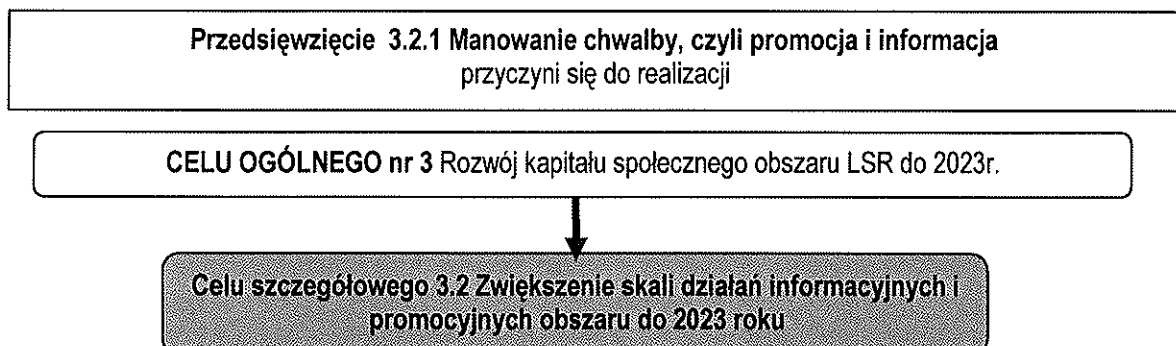 Przedsięwzięcie 3.2.1 Manowanie chwalby, czyli promocja i informacja
przyczyni się do realizacji
CELU OGÓLNEGO nr 3 Rozwój kapitału społecznego obszaru LSR do 2023r.
Celu szczegółowego 3.2 Zwiększenie skali działań informacyjnych i
promocyjnych obszaru do 2023 roku